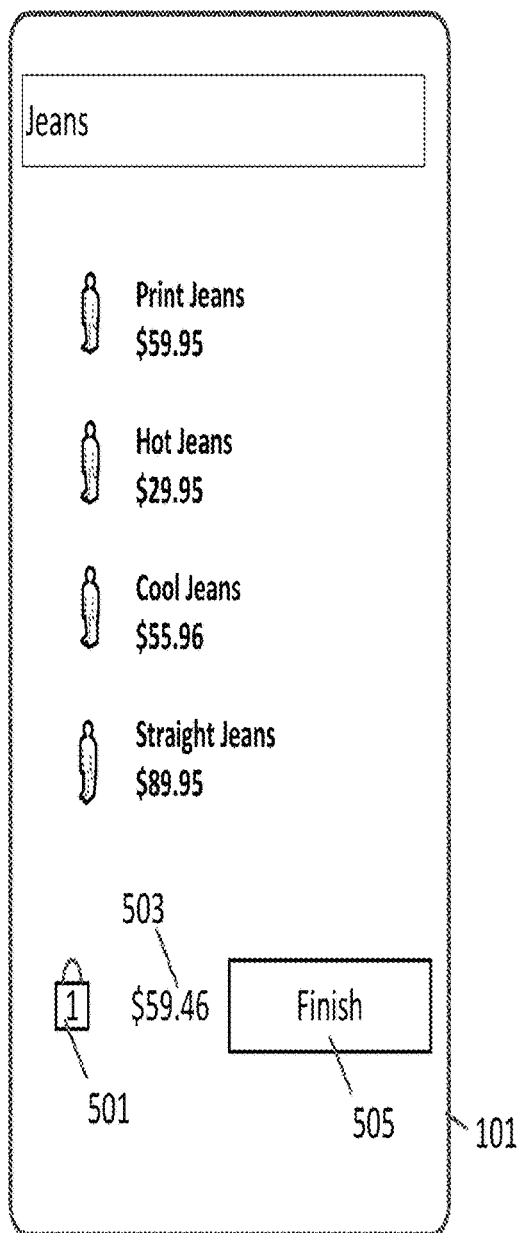 Jeans
Print Jeans
$59.95
Hot Jeans
$29.95
Cool Jeans
$55.96
Straight Jeans
$89.95
503
1 $59.46 Finish
501
505
101